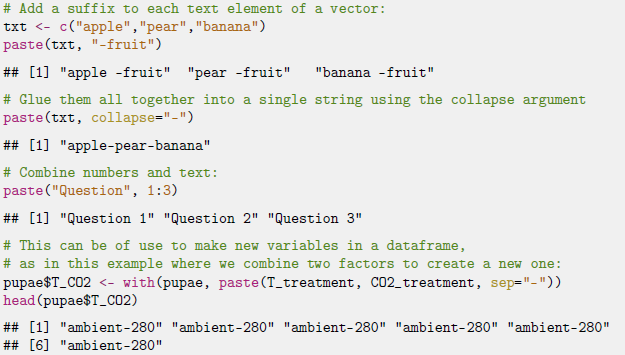 # Add a suffix to each text element of a vector:
txt <- c("apple","pear","banana")
paste(txt, "-fruit")
## [1] "apple -fruit"  "pear -fruit"   "banana -fruit"
# Glue them all together into a single string using the collapse argument
paste(txt, collapse="-")
## [1] "apple-pear-banana"
# Combine numbers and text:
paste("Question", 1:3)
## [1] "Question 1" "Question 2" "Question 3"
# This can be of use to make new variables in a dataframe,
# as in this example where we combine two factors to create a new one:
pupae$T_CO2 <- with(pupae, paste(T_treatment, CO2_treatment, sep="-"))
head(pupae$T_CO2)
## [1] "ambient-280" "ambient-280" "ambient-280" "ambient-280" "ambient-280"
## [6] "ambient-280"